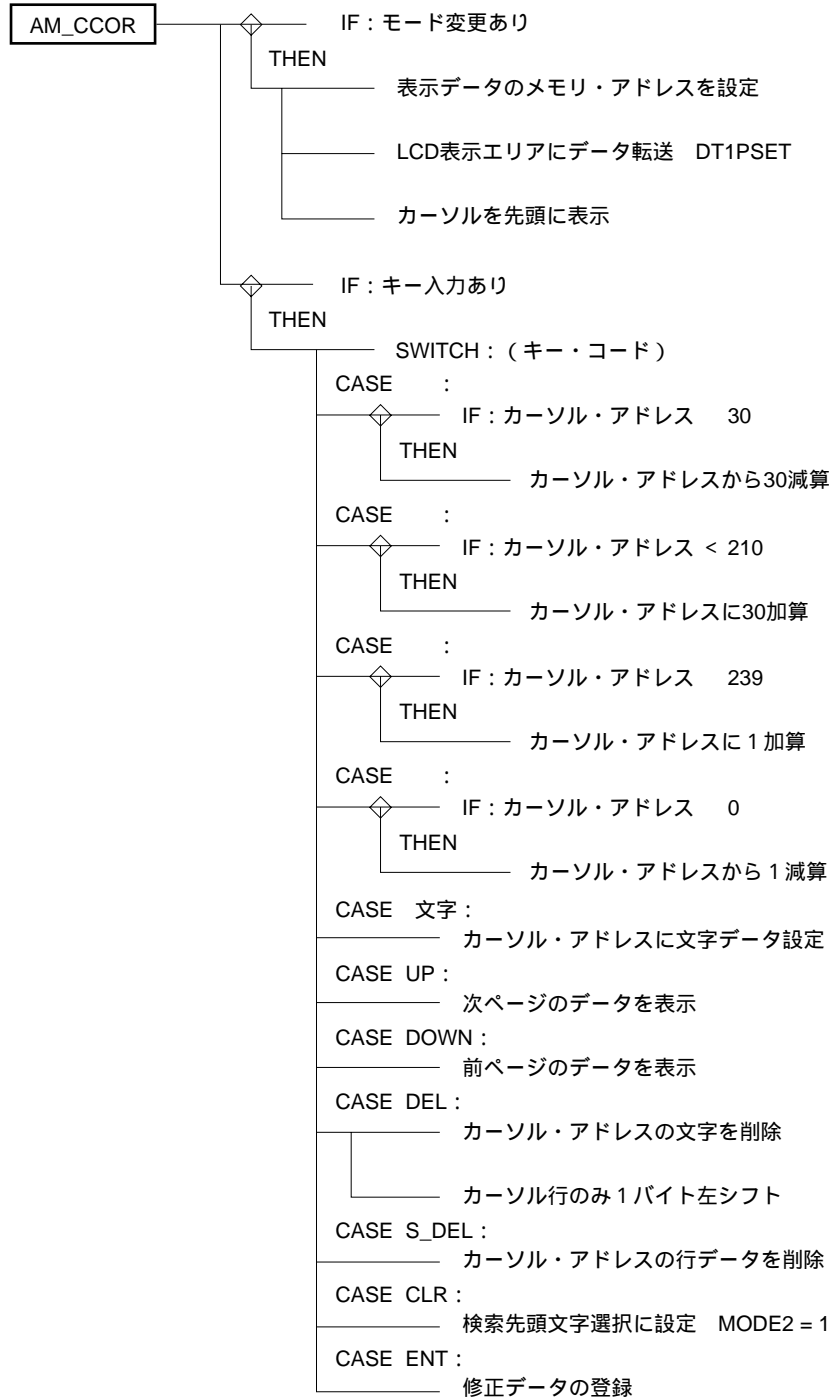 AM_CCOR
IF：モード変更あり
THEN
表示データのメモリ・アドレスを設定
LCD表示エリアにデータ転送　DT1PSET
カーソルを先頭に表示
IF：キー入力あり
THEN
SWITCH：（キー・コード）
CASE　　：
IF：カーソル・アドレス　 30
THEN
カーソル・アドレスから30減算
CASE　　：
IF：カーソル・アドレス < 210
THEN
カーソル・アドレスに30加算
CASE　　：
IF：カーソル・アドレス　 239
THEN
カーソル・アドレスに１加算
CASE　　：
IF：カーソル・アドレス　 0
THEN
カーソル・アドレスから１減算
CASE　文字：
カーソル・アドレスに文字データ設定
CASE UP：
次ページのデータを表示
CASE DOWN：
前ページのデータを表示
CASE DEL：
カーソル・アドレスの文字を削除
カーソル行のみ１バイト左シフト
CASE S_DEL：
カーソル・アドレスの行データを削除
CASE CLR：
検索先頭文字選択に設定　MODE2 = 1
CASE ENT：
修正データの登録